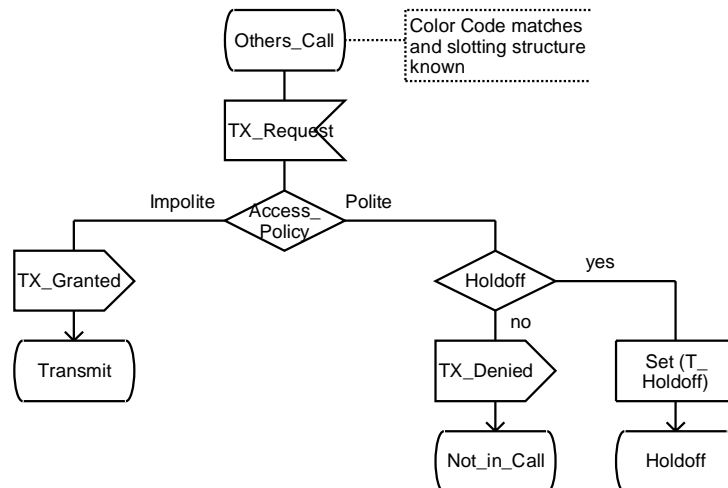 Others_Call
Color Code matches
and slotting structure
known
TX_Request
Impolite
Access_
Policy
Polite
TX_Granted
Holdoff
yes
no
Transmit
TX_Denied
Set (T_
Holdoff)
Not_in_Call
Holdoff